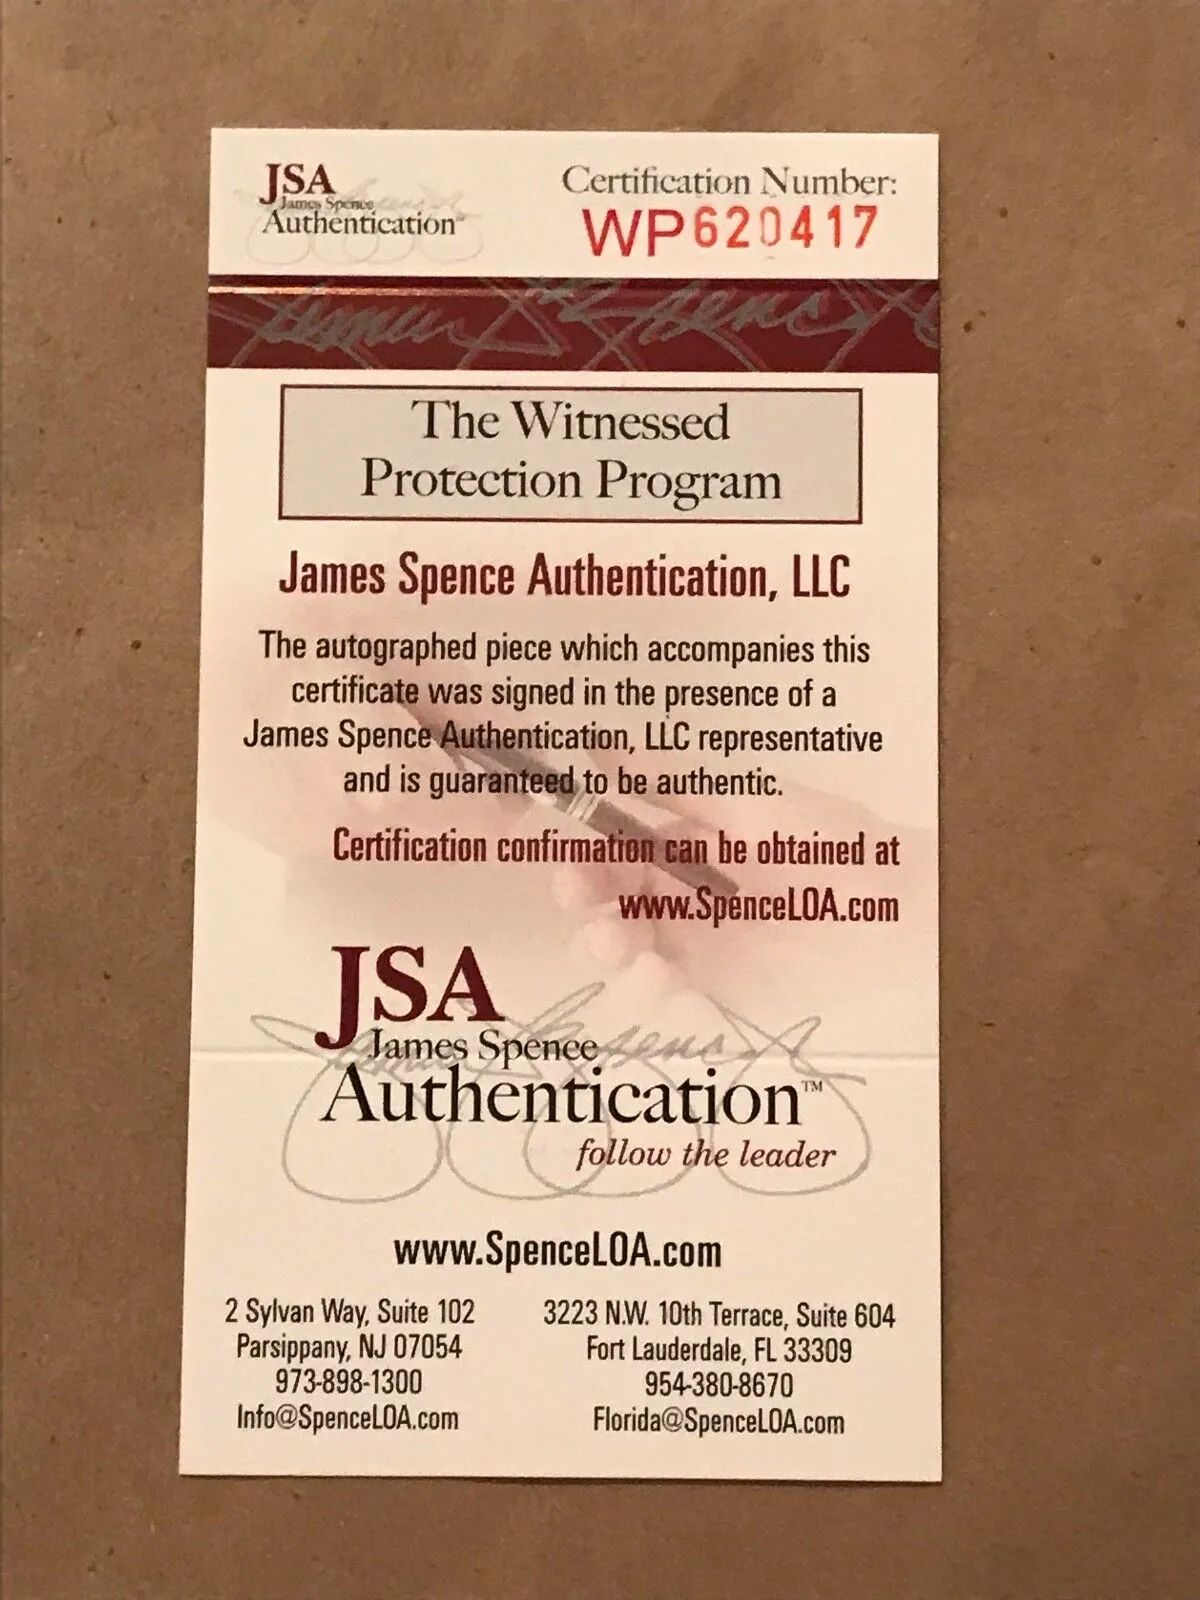 JSA
James Spence
Authentication™
Certification Number:
WP620417
James Spence
The Witnessed
Protection Program
James Spence Authentication, LLC
The autographed piece which accompanies this
certificate was signed in the presence of a
James Spence Authentication, LLC representative
and is guaranteed to be authentic.
Certification confirmation can be obtained at
www.SpenceLOA.com
JSA
James Spence
Authentication™
follow the leader
www.SpenceLOA.com
2 Sylvan Way, Suite 102
Parsippany, NJ 07054
973-898-1300
Info@SpenceLOA.com
3223 N.W. 10th Terrace, Suite 604
Fort Lauderdale, FL 33309
954-380-8670
Florida@SpenceLOA.com